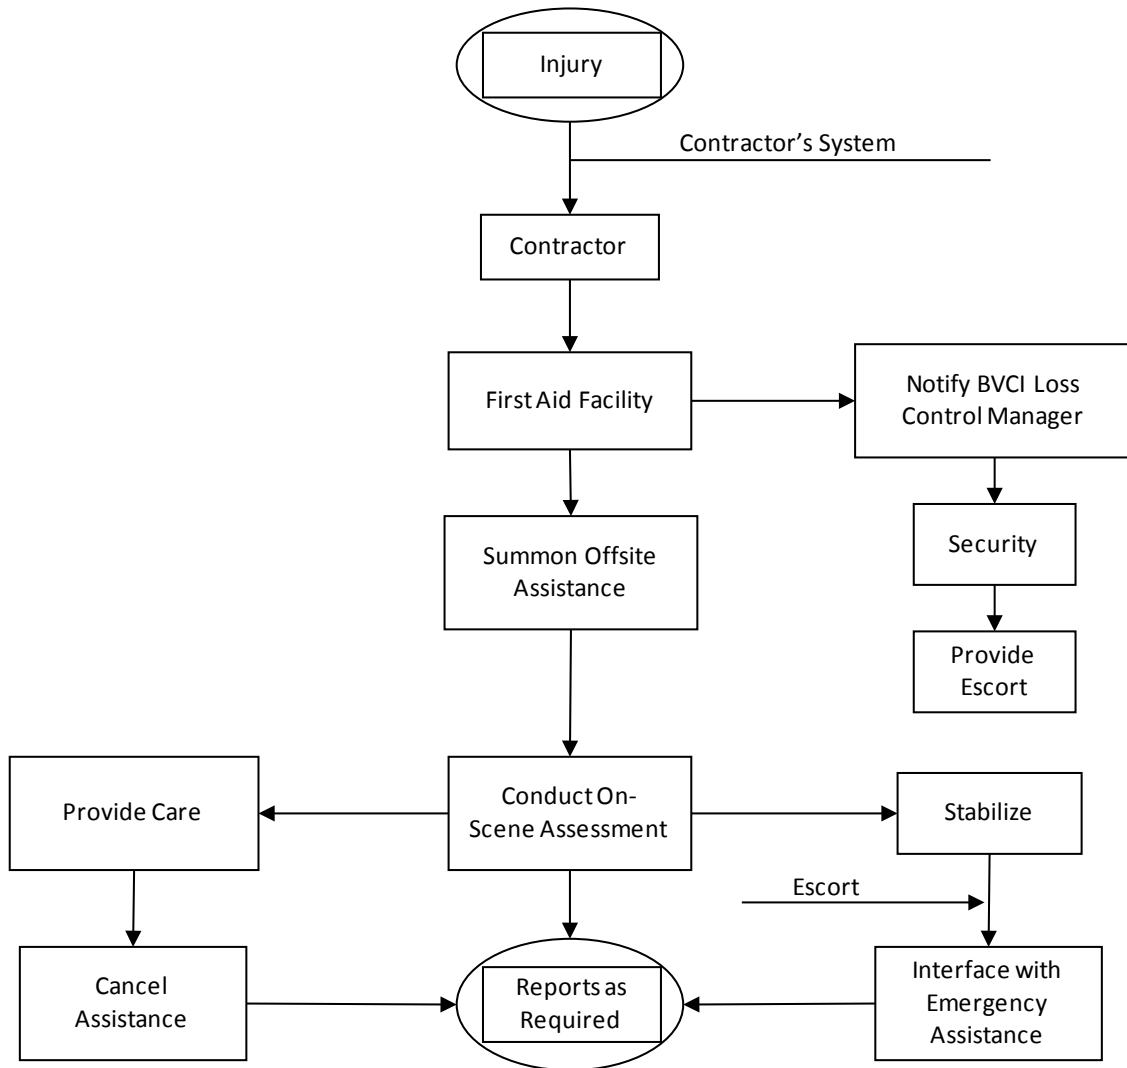 Injury
Contractor’s System
Contractor
First Aid Facility
Notify BVCI Loss
Control Manager
Summon Offsite
Assistance
Security
Provide
Escort
Provide Care
Conduct On-
Scene Assessment
Stabilize
Escort
Cancel
Assistance
Reports as
Required
Interface with
Emergency
Assistance